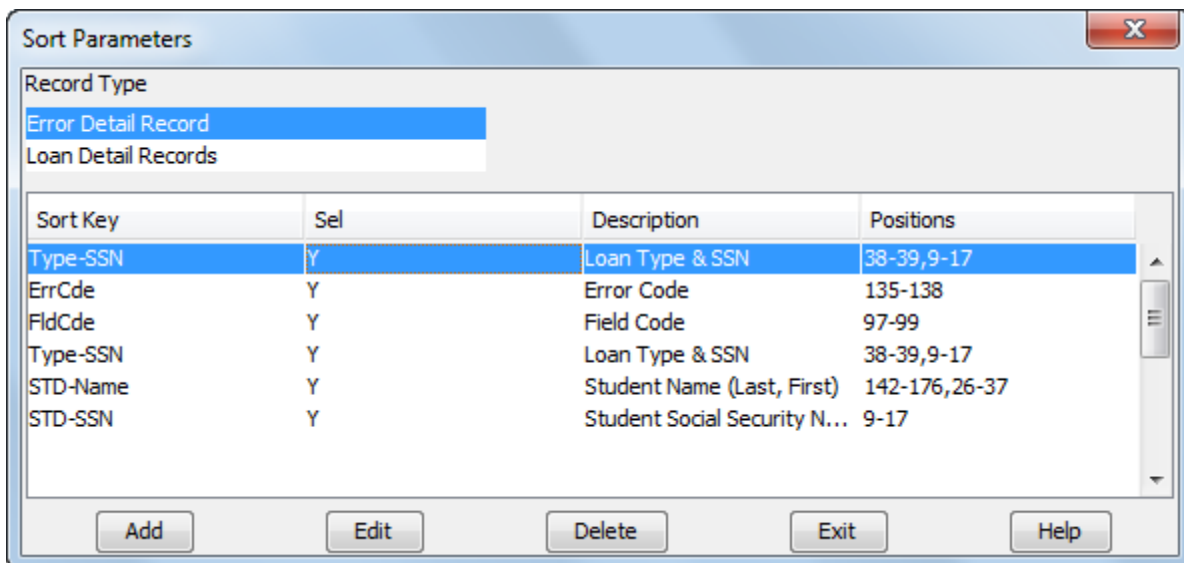 Sort Parameters
Record Type
Error Detail Record
Loan Detail Records
Sort Key Sel Description Positions
Type-SSN Y Loan Type & SSN 38-39,9-17
ErrCde Y Error Code 135-138
FldCde Y Field Code 97-99
Type-SSN Y Loan Type & SSN 38-39,9-17
STD-Name Y Student Name (Last, First) 142-176,26-37
STD-SSN Y Student Social Security N... 9-17
Add Edit Delete Exit Help